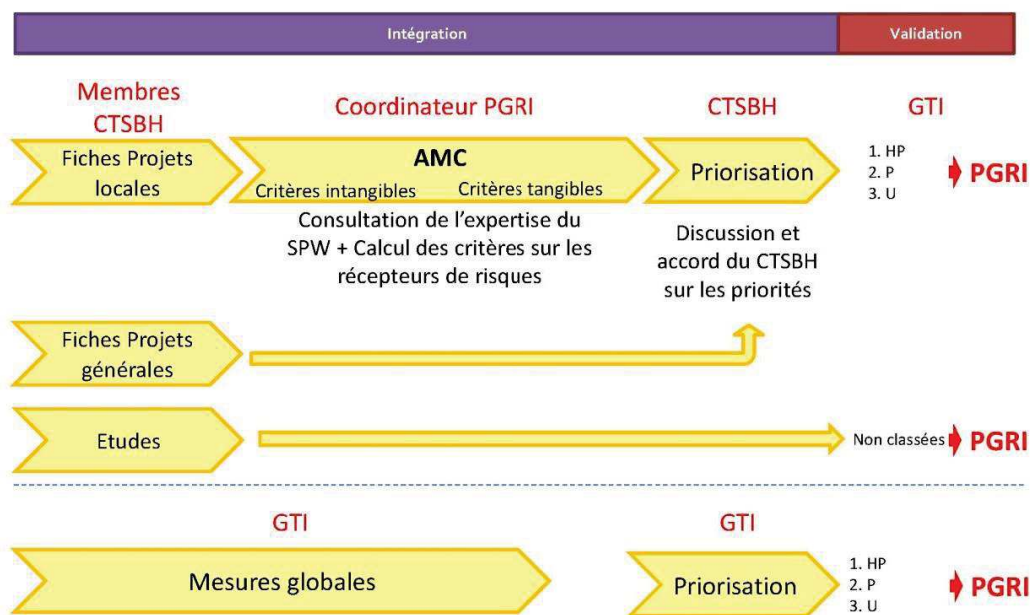 Intégration
Validation
Membres
CTSBH
Coordinateur PGRI
CTSBH
GTI
Fiches Projets
locales
AMC
Critères intangibles
Critères tangibles
Priorisation
1. HP
2. P
3. U
PGRI
Consultation de l’expertise du
SPW + Calcul des critères sur les
récepteurs de risques
Discussion et
accord du CTSBH
sur les priorités
Fiches Projets
générales
Etudes
Non classées
PGRI
GTI
GTI
Mesures globales
Priorisation
1. HP
2. P
3. U
PGRI